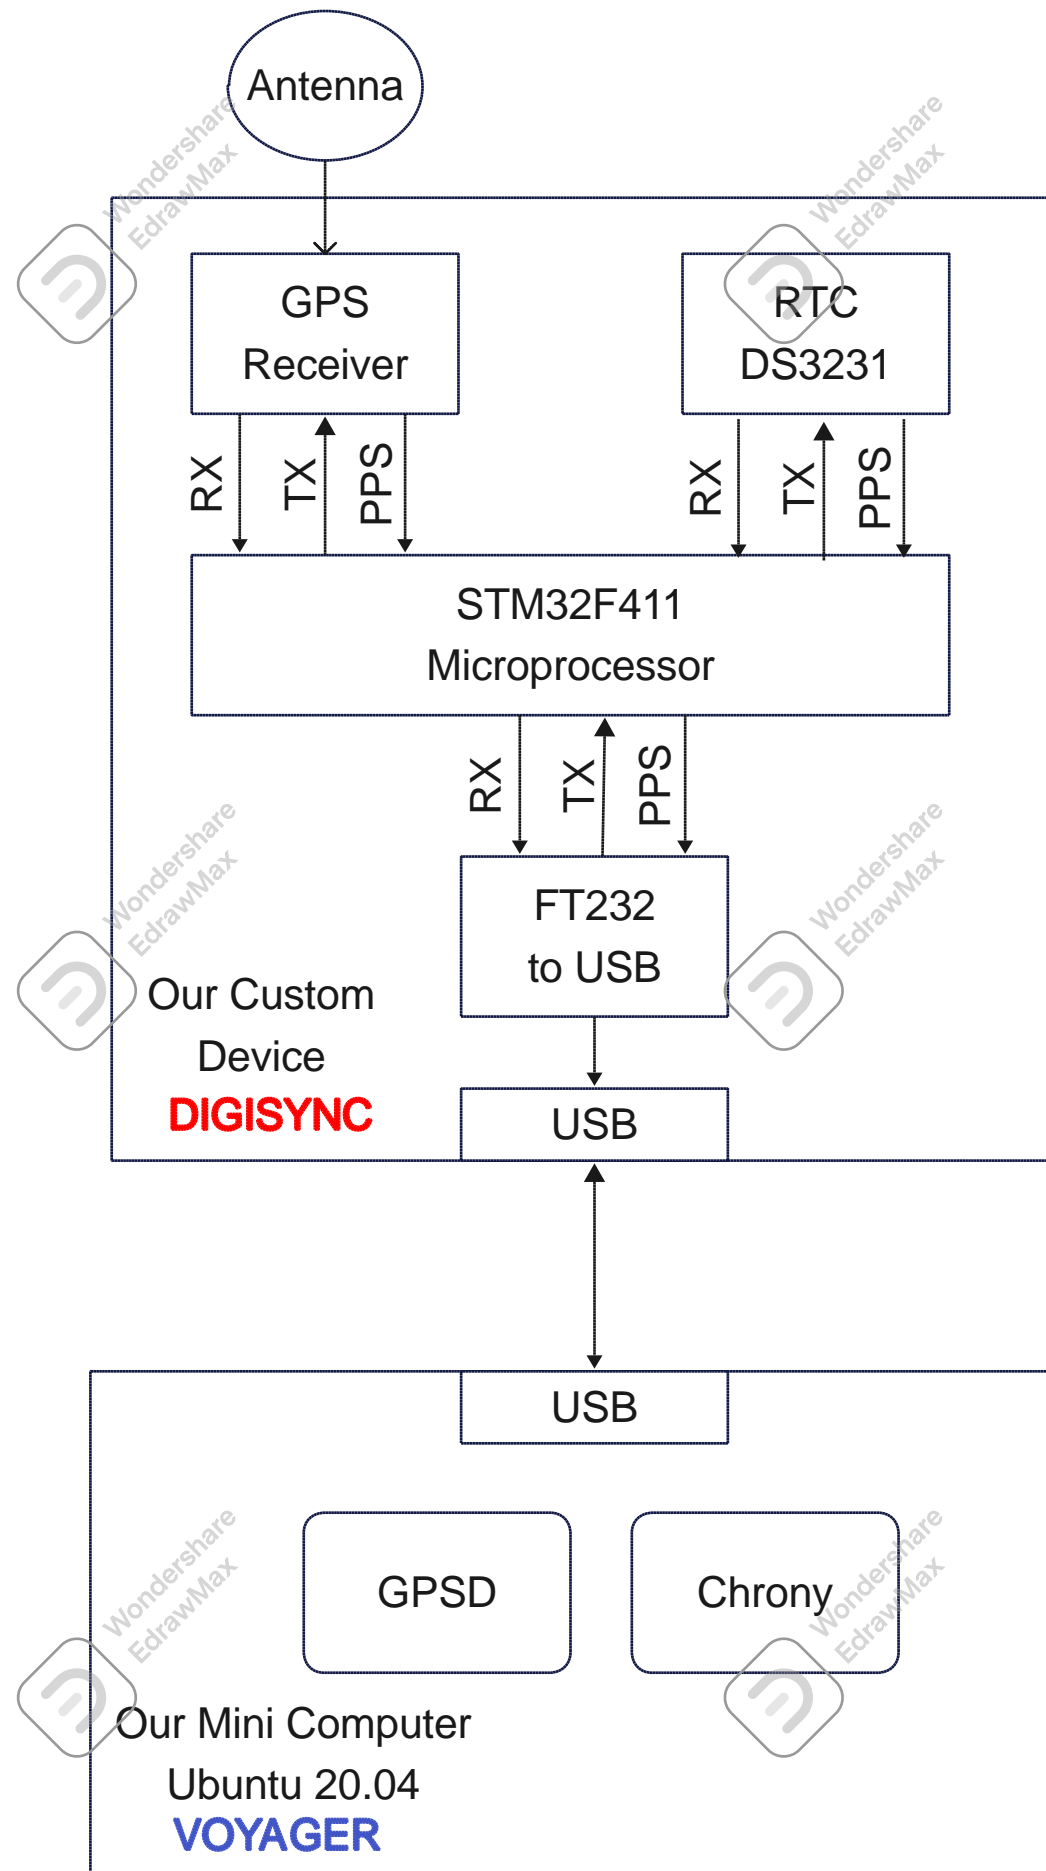 Antenna
Wondershare
EdrawMax
Wondershare
EdrawMax
GPS
Receiver
RTC
DS3231
RX
TX
PPS
RX
TX
PPS
STM32F411
Microprocessor
RX
TX
PPS
Wondershare
EdrawMax
Wondershare
EdrawMax
FT232
to USB
Our Custom
Device
DIGISYNC
USB
USB
Wondershare
EdrawMax
Wondershare
EdrawMax
GPSD
Chrony
Our Mini Computer
Ubuntu 20.04
VOYAGER